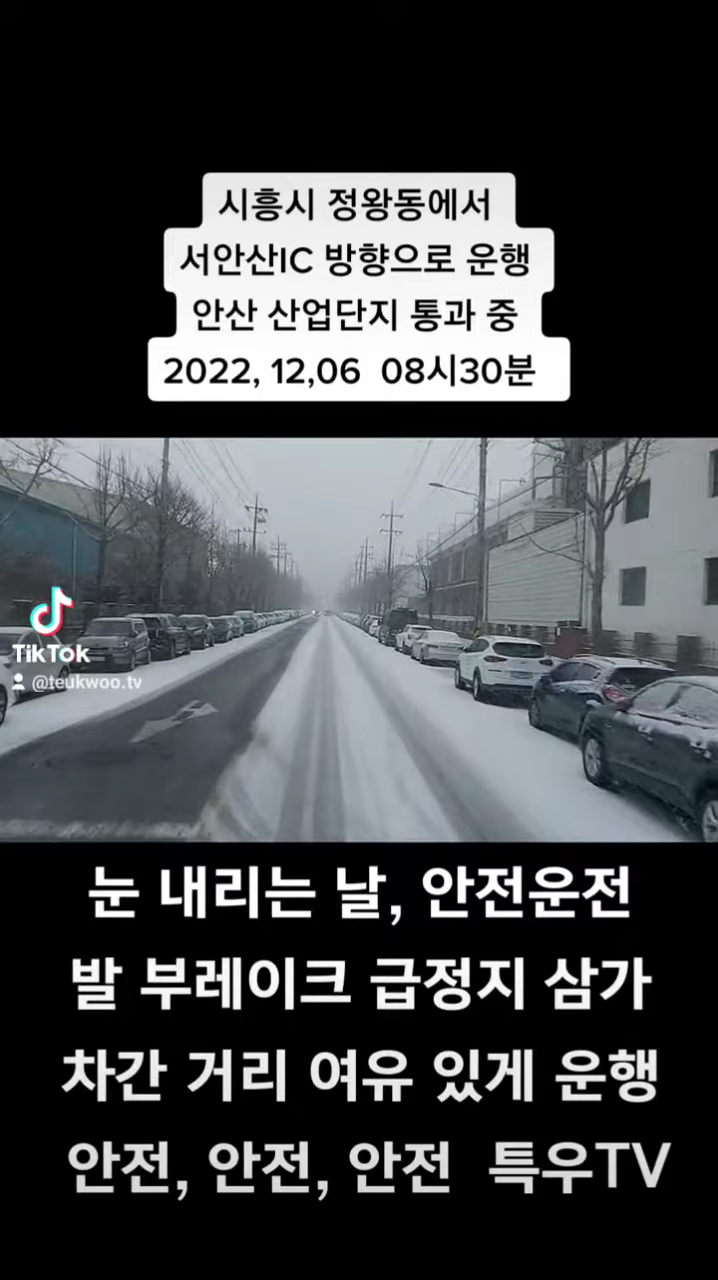 시흥시 정왕동에서
서안산IC 방향으로 운행
안산 산업단지 통과 중
2022, 12,06 08시30분
TikTok
@teukwoo.tv
눈 내리는 날, 안전운전
발 부레이크 급정지 삼가
차간 거리 여유 있게 운행
안전, 안전, 안전 특우TV